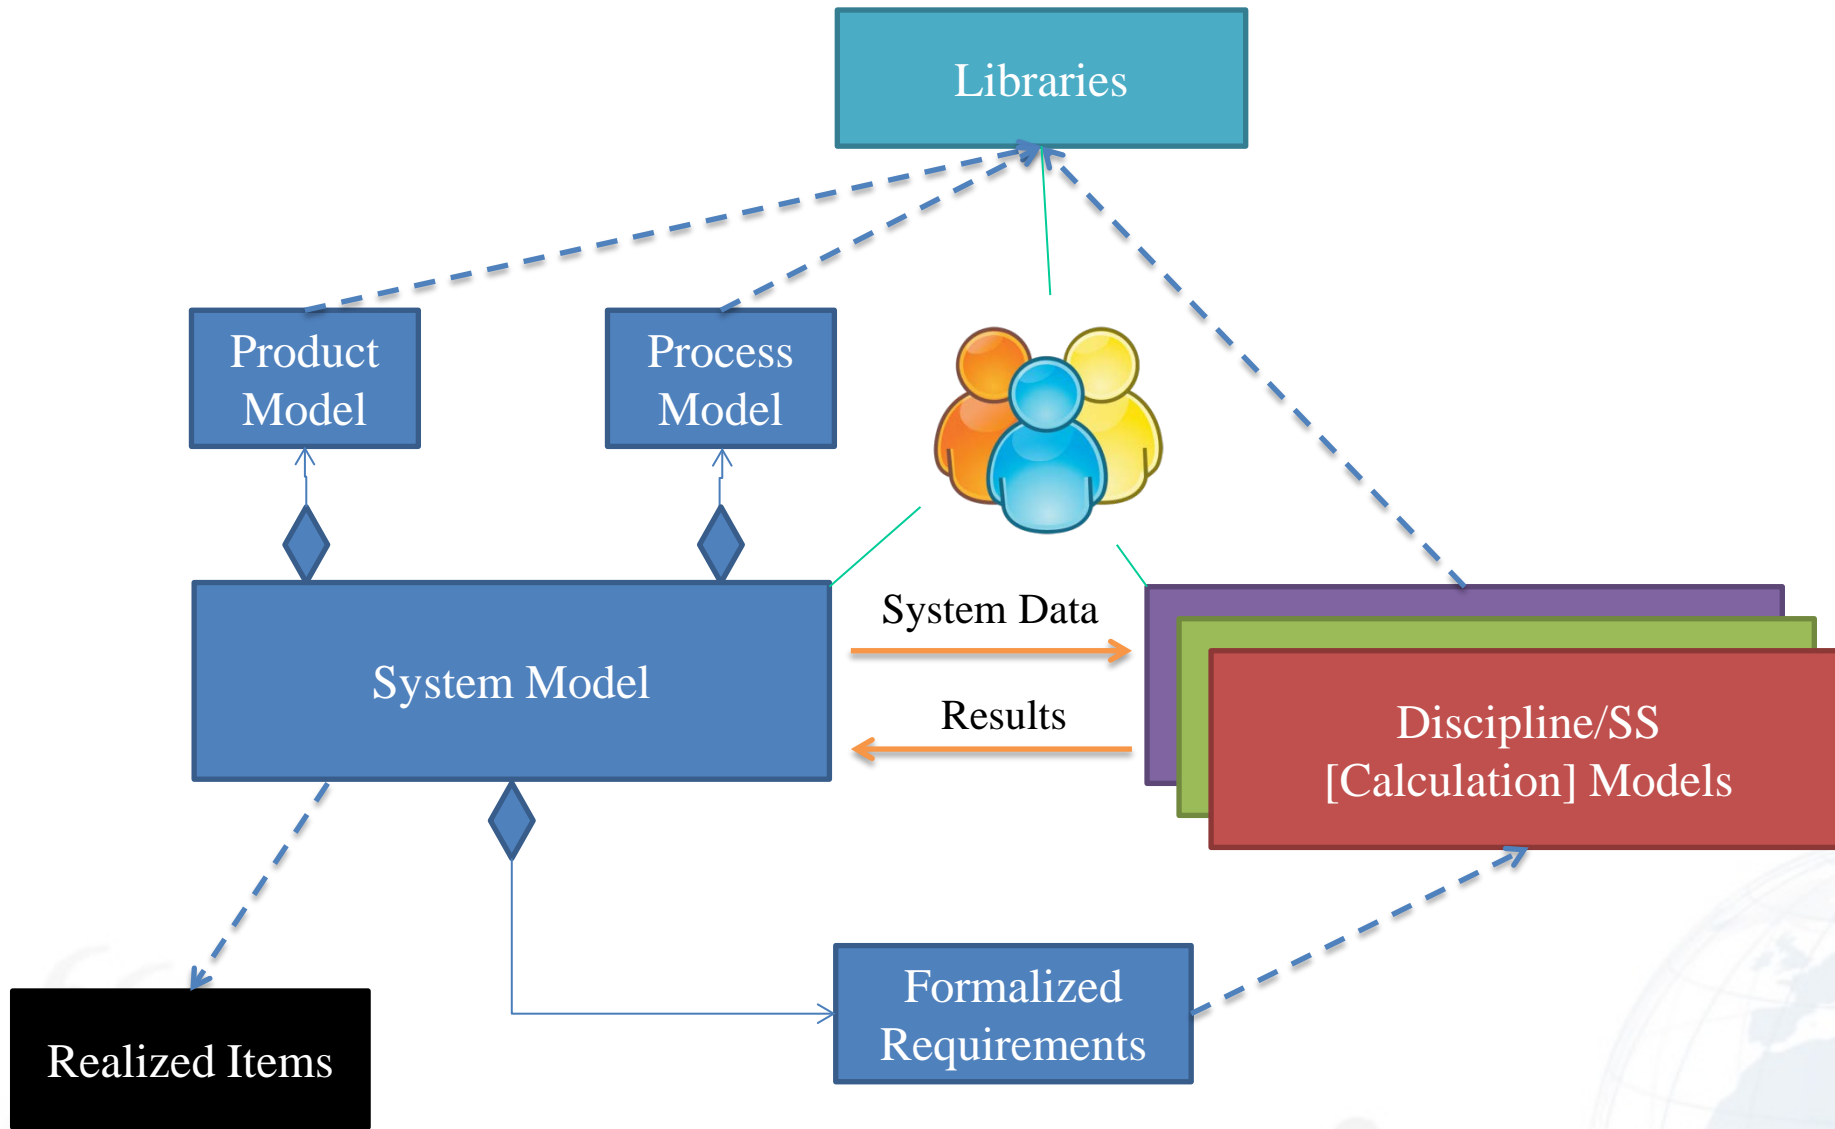 Libraries
Product
Model
Process
Model
System Data
System Model
Results
Discipline/SS
[Calculation] Models
Formalized
Requirements
Realized Items